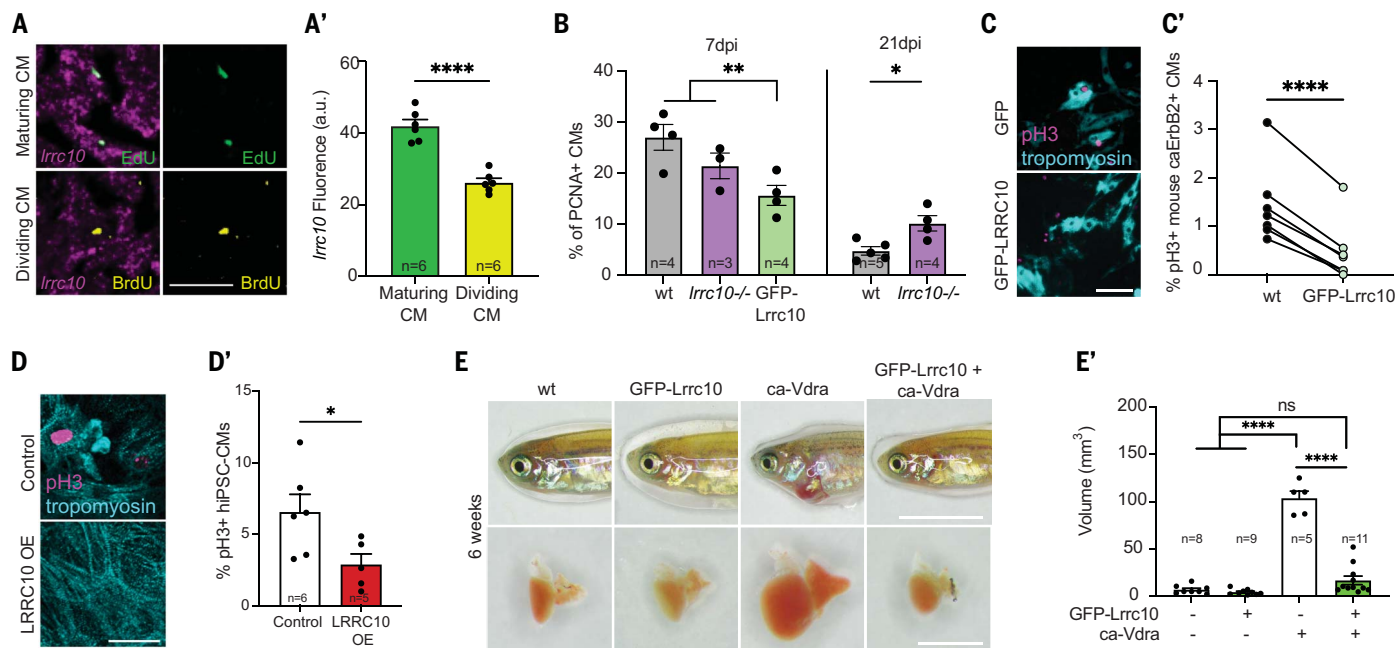 A
Maturing CM
lrrc10
EdU
EdU
Dividing CM
lrrc10
BrdU
BrdU
A'
****
lrrc10 Fluorescence (a.u.)
60
40
20
0
n=6
n=6
Maturing CM
Dividing CM
B
7dpi
21dpi
**
*
% of PCNA+ CMs
40
30
20
10
0
n=4
n=3
n=4
n=5
n=4
wt
lrrc10-/-
GFP-
Lrrc10
wt
lrrc10-/-
C
GFP
pH3
tropomyosin
GFP-LRRC10
C'
****
% pH3+ mouse caErbB2+ CMs
4
3
2
1
0
wt
GFP-Lrrc10
D
Control
pH3
tropomyosin
LRRC10 OE
D'
*
% pH3+ hiPSC-CMs
15
10
5
0
n=6
n=5
Control
LRRC10
OE
E
wt
GFP-Lrrc10
ca-Vdra
GFP-Lrrc10 +
ca-Vdra
6 weeks
E'
ns
****
****
Volume (mm³)
200
150
100
50
0
n=8
n=9
n=5
n=11
GFP-Lrrc10 - + - +
ca-Vdra - - + +